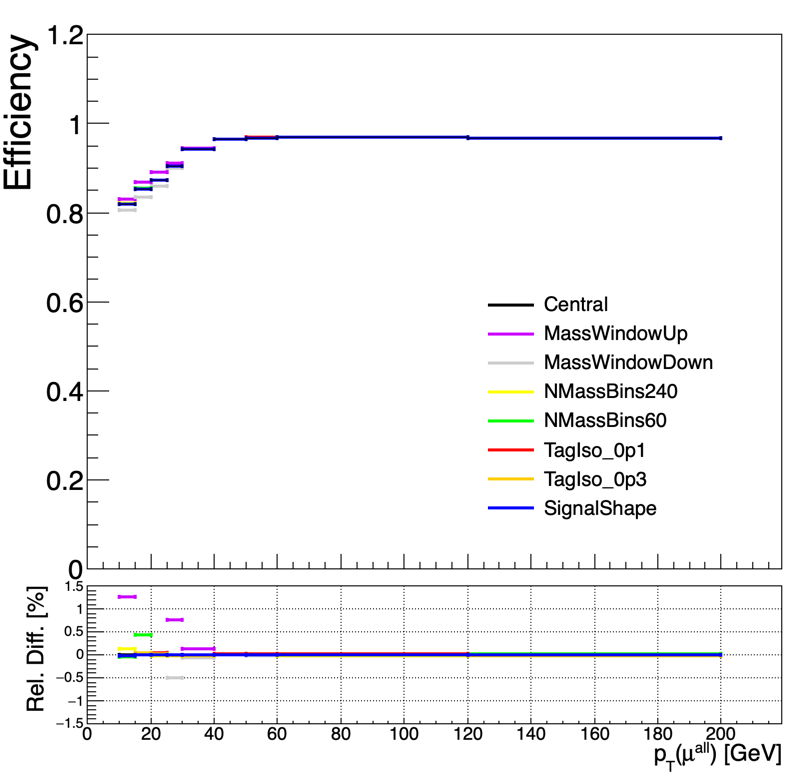 Efficiency
1.2
1
0.8
0.6
0.4
0.2
0
Central
MassWindowUp
MassWindowDown
NMassBins240
NMassBins60
TagIso_0p1
TagIso_0p3
SignalShape
Rel. Diff. [%]
1.5
1
0.5
0
−0.5
−1
−1.5
0 20 40 60 80 100 120 140 160 180 200
p_T(μ^all) [GeV]